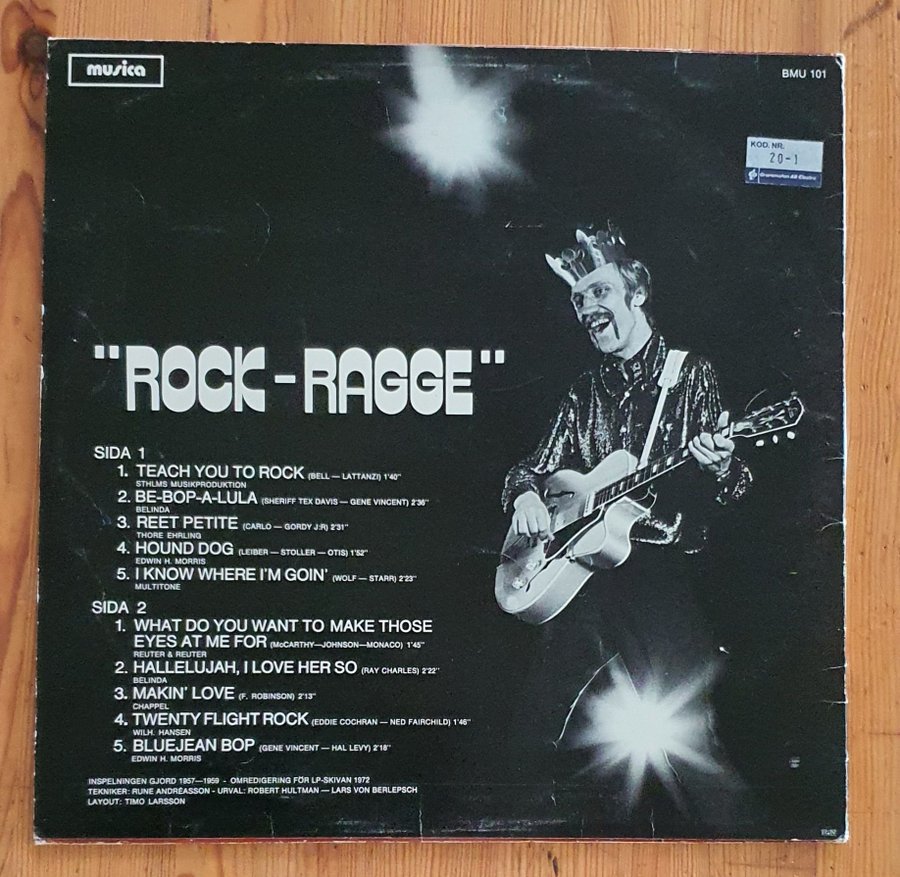 musica
BMU 101
KOD. NR.
20-1
Grammofon AB Electra
"ROCK-RAGGE"
SIDA 1
1. TEACH YOU TO ROCK (BELL — LATTANZI) 1'40"
STHLMS MUSIKPRODUKTION
2. BE-BOP-A-LULA (SHERIFF TEX DAVIS — GENE VINCENT) 2'36"
BELINDA
3. REET PETITE (CARLO — GORDY J:R) 2'31"
THORE EHRLING
4. HOUND DOG (LEIBER — STOLLER — OTIS) 1'52"
EDWIN H. MORRIS
5. I KNOW WHERE I'M GOIN' (WOLF — STARR) 2'23"
MULTITONE
SIDA 2
1. WHAT DO YOU WANT TO MAKE THOSE
EYES AT ME FOR (McCARTHY—JOHNSON—MONACO) 1'45"
REUTER & REUTER
2. HALLELUJAH, I LOVE HER SO (RAY CHARLES) 2'22"
BELINDA
3. MAKIN' LOVE (F. ROBINSON) 2'13"
CHAPPEL
4. TWENTY FLIGHT ROCK (EDDIE COCHRAN — NED FAIRCHILD) 1'46"
WILH. HANSEN
5. BLUEJEAN BOP (GENE VINCENT — HAL LEVY) 2'18"
EDWIN H. MORRIS
INSPELNINGEN GJORD 1957—1959 - OMREDIGERING FÖR LP-SKIVAN 1972
TEKNIKER: RUNE ANDRÉASSON - URVAL: ROBERT HULTMAN — LARS VON BERLEPSCH
LAYOUT: TIMO LARSSON